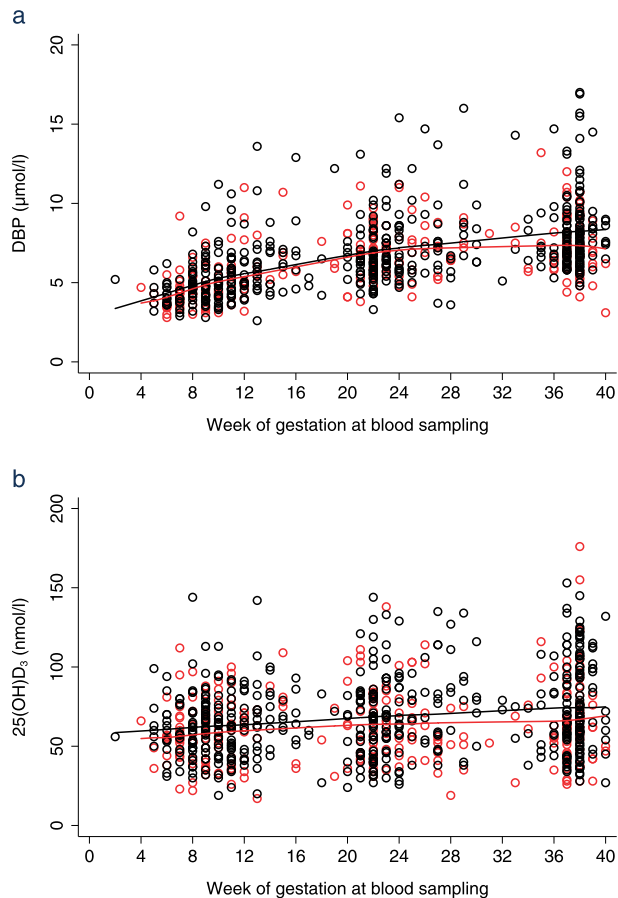 a
20
15
10
5
0
DBP (μmol/l)
0 4 8 12 16 20 24 28 32 36 40
Week of gestation at blood sampling
b
200
150
100
50
0
25(OH)D₃ (nmol/l)
0 4 8 12 16 20 24 28 32 36 40
Week of gestation at blood sampling